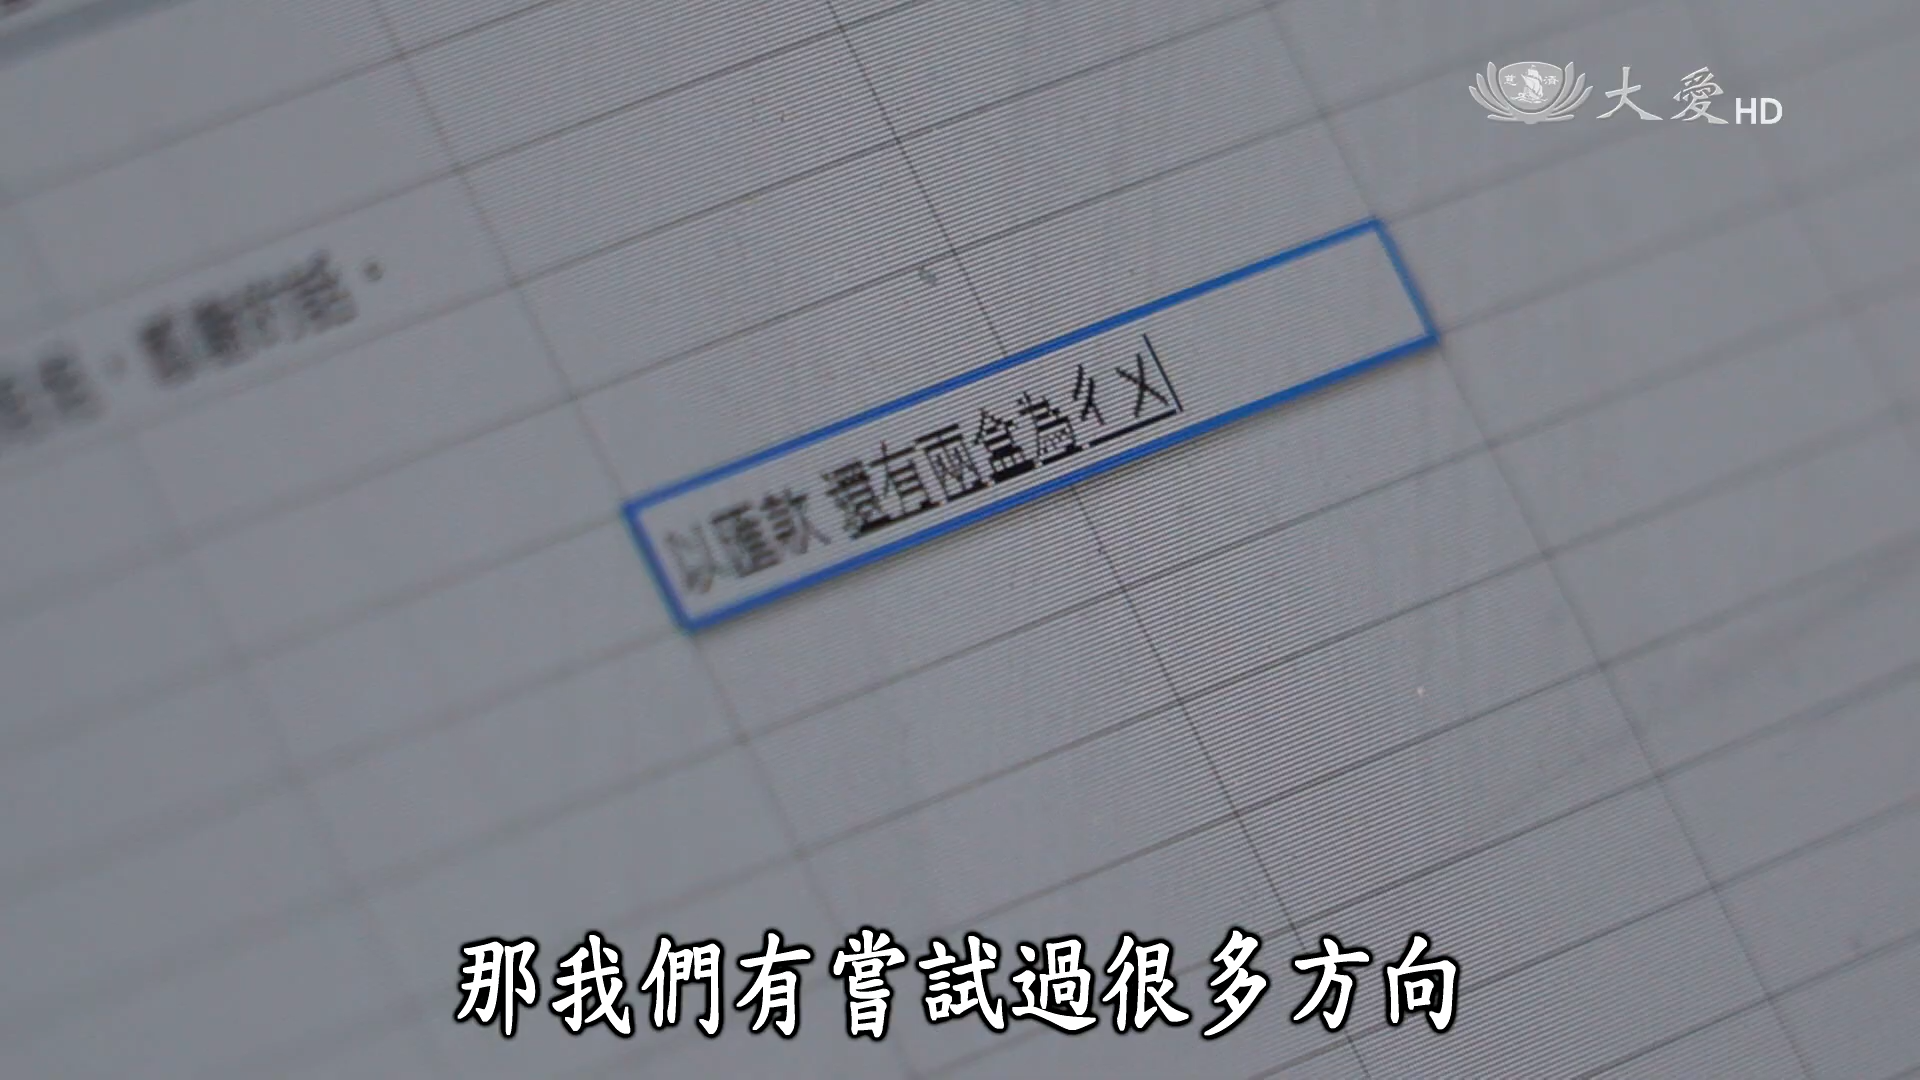 大愛HD
以匯款 還有兩盒為ㄔㄨ
那我們有嘗試過很多方向